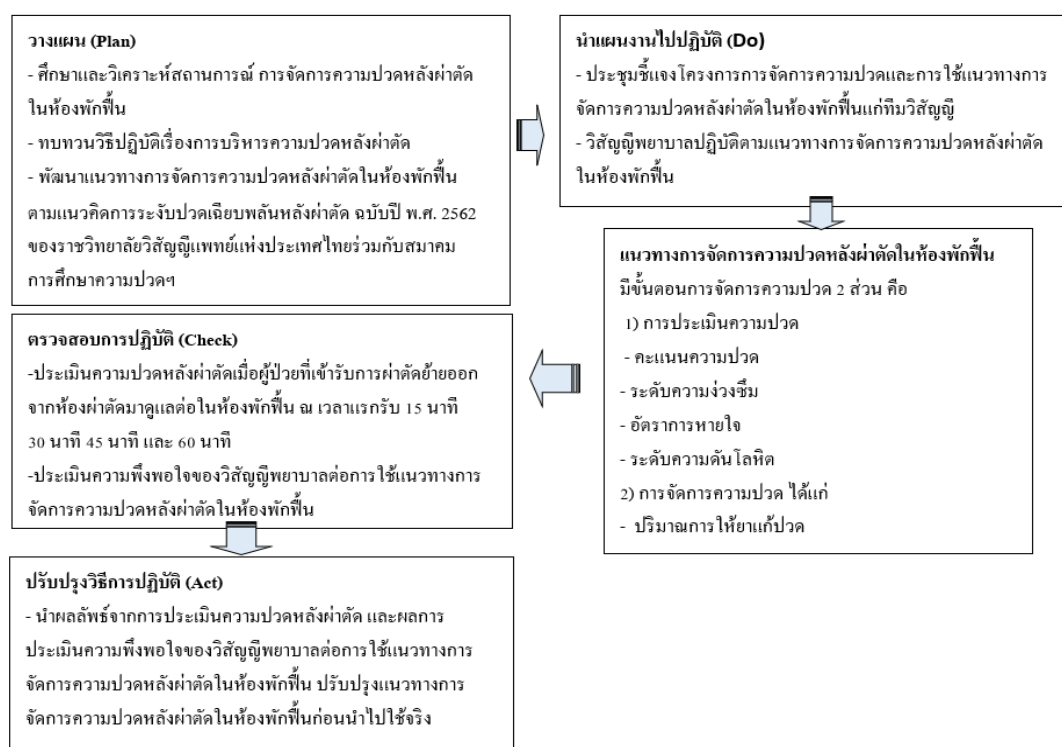 วางแผน (Plan)
- ศึกษาและวิเคราะห์สถานการณ์ การจัดการความปวดหลังผ่าตัด
ในห้องพักฟื้น
- ทบทวนวิธีปฏิบัติเรื่องการบริหารความปวดหลังผ่าตัด
- พัฒนาแนวทางการจัดการความปวดหลังผ่าตัดในห้องพักฟื้น
ตามแนวคิดการระงับปวดเฉียบพลันหลังผ่าตัด ฉบับปี พ.ศ. 2562
ของราชวิทยาลัยวิสัญญีแพทย์แห่งประเทศไทยร่วมกับสมาคม
การศึกษาความปวดฯ
นำแผนงานไปปฏิบัติ (Do)
- ประชุมชี้แจงโครงการการจัดการความปวดและการใช้แนวทางการ
จัดการความปวดหลังผ่าตัดในห้องพักฟื้นแก่ทีมวิสัญญี
- วิสัญญีพยาบาลปฏิบัติตามแนวทางการจัดการความปวดหลังผ่าตัด
ในห้องพักฟื้น
แนวทางการจัดการความปวดหลังผ่าตัดในห้องพักฟื้น
มีขั้นตอนการจัดการความปวด 2 ส่วน คือ
1) การประเมินความปวด
- คะแนนความปวด
- ระดับความง่วงซึม
- อัตราการหายใจ
- ระดับความดันโลหิต
2) การจัดการความปวด ได้แก่
- ปริมาณการให้ยาแก้ปวด
ตรวจสอบการปฏิบัติ (Check)
-ประเมินความปวดหลังผ่าตัดเมื่อผู้ป่วยที่เข้ารับการผ่าตัดย้ายออก
จากห้องผ่าตัดมาดูแลต่อในห้องพักฟื้น ณ เวลาแรกรับ 15 นาที
30 นาที 45 นาที และ 60 นาที
-ประเมินความพึงพอใจของวิสัญญีพยาบาลต่อการใช้แนวทางการ
จัดการความปวดหลังผ่าตัดในห้องพักฟื้น
ปรับปรุงวิธีการปฏิบัติ (Act)
- นำผลลัพธ์จากการประเมินความปวดหลังผ่าตัด และผลการ
ประเมินความพึงพอใจของวิสัญญีพยาบาลต่อการใช้แนวทางการ
จัดการความปวดหลังผ่าตัดในห้องพักฟื้น ปรับปรุงแนวทางการ
จัดการความปวดหลังผ่าตัดในห้องพักฟื้นก่อนนำไปใช้จริง